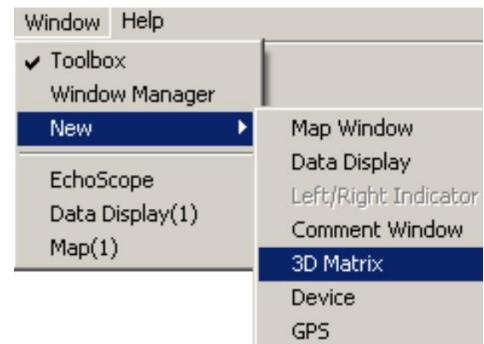 Window Help
Toolbox
Window Manager
New
EchoScope
Data Display(1)
Map(1)
Map Window
Data Display
Left/Right Indicator
Comment Window
3D Matrix
Device
GPS